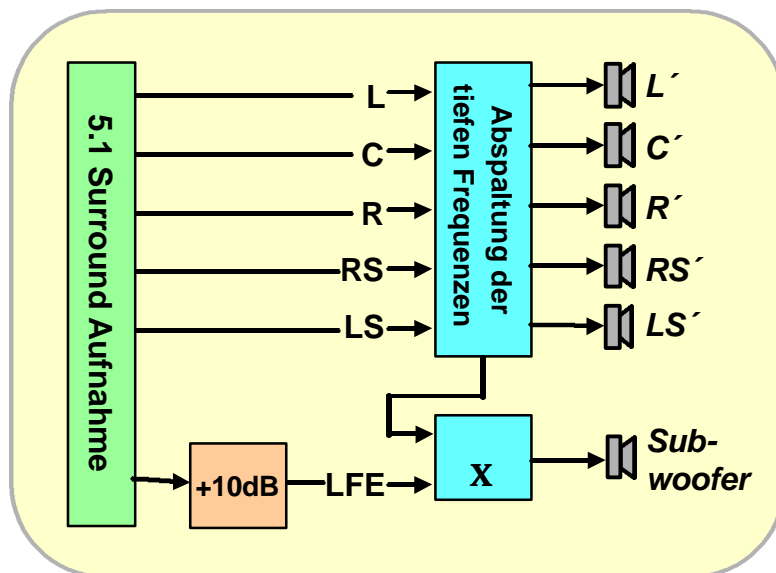 5.1 Surround Aufnahme
L
C
R
RS
LS
Abspaltung der
tiefen Frequenzen
L´
C´
R´
RS´
LS´
+10dB
LFE
x
Sub-
woofer